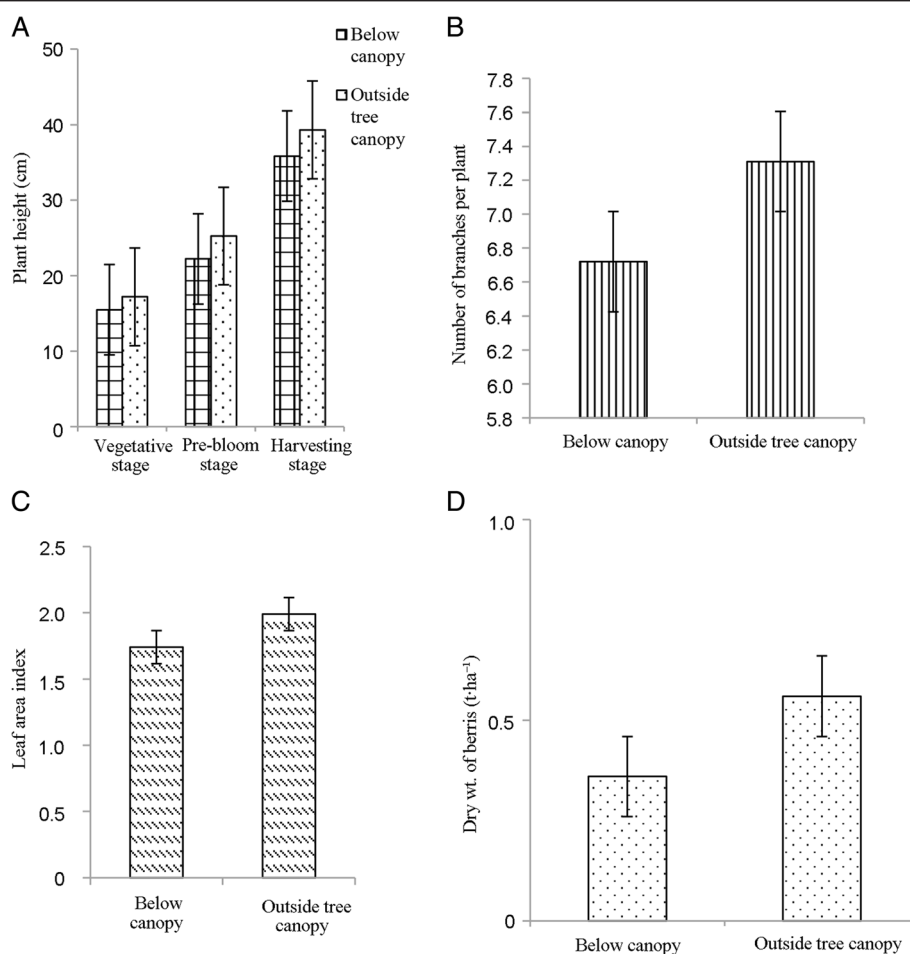 A
50
40
30
20
10
0
Plant height (cm)
Below
canopy
Outside
tree
canopy
Vegetative
stage
Pre-bloom
stage
Harvesting
stage
B
7.8
7.6
7.4
7.2
7.0
6.8
6.6
6.4
6.2
6.0
5.8
Number of branches per plant
Below canopy
Outside tree canopy
C
2.5
2.0
1.5
1.0
0.5
0
Leaf area index
Below
canopy
Outside tree
canopy
D
1.0
0.5
0
Dry wt. of berris (t·ha⁻¹)
Below canopy
Outside tree canopy